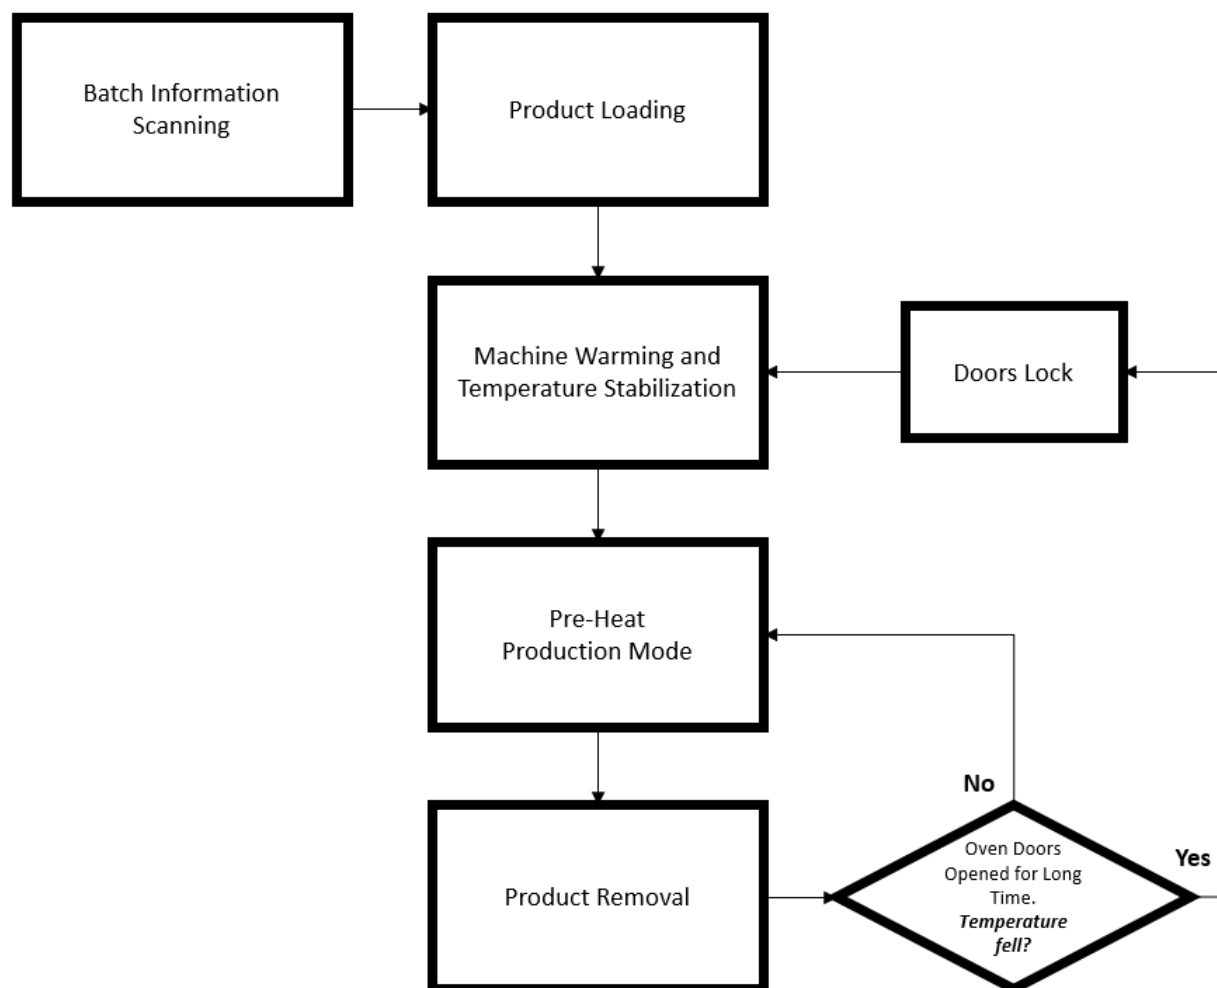 Batch Information
Scanning
Product Loading
Machine Warming and
Temperature Stabilization
Doors Lock
Pre-Heat
Production Mode
No
Yes
Product Removal
Oven Doors
Opened for Long
Time.
Temperature
fell?